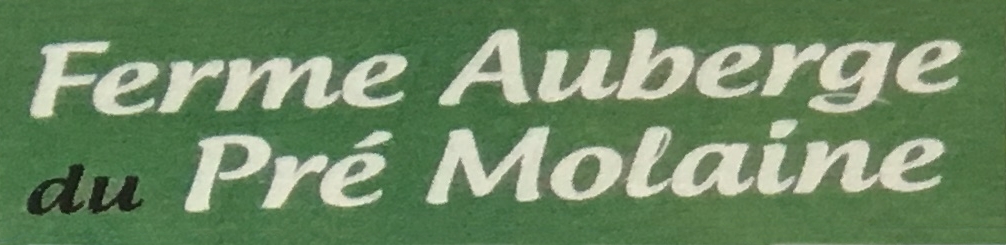 Ferme Auberge
du Pré Molaine